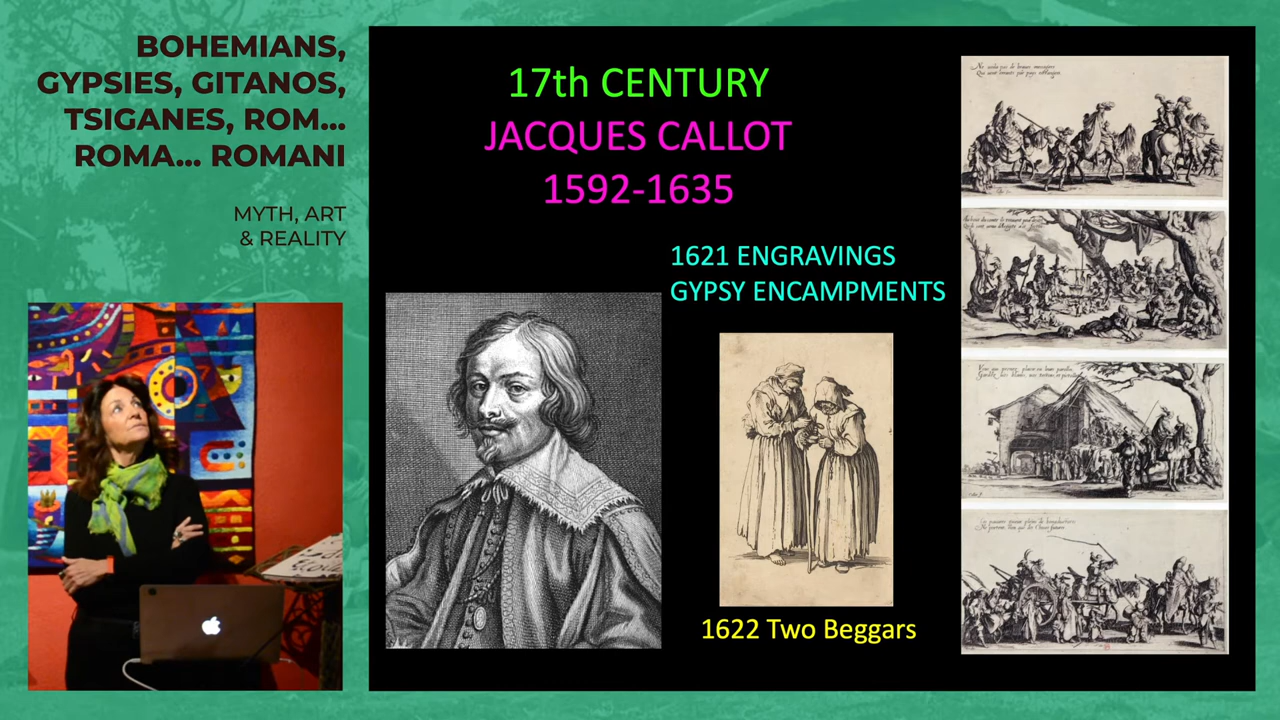 BOHEMIANS,
GYPSIES, GITANOS,
TSIGANES, ROM...
ROMA... ROMANI
MYTH, ART
& REALITY
17th CENTURY
JACQUES CALLOT
1592-1635
1621 ENGRAVINGS
GYPSY ENCAMPMENTS
1622 Two Beggars